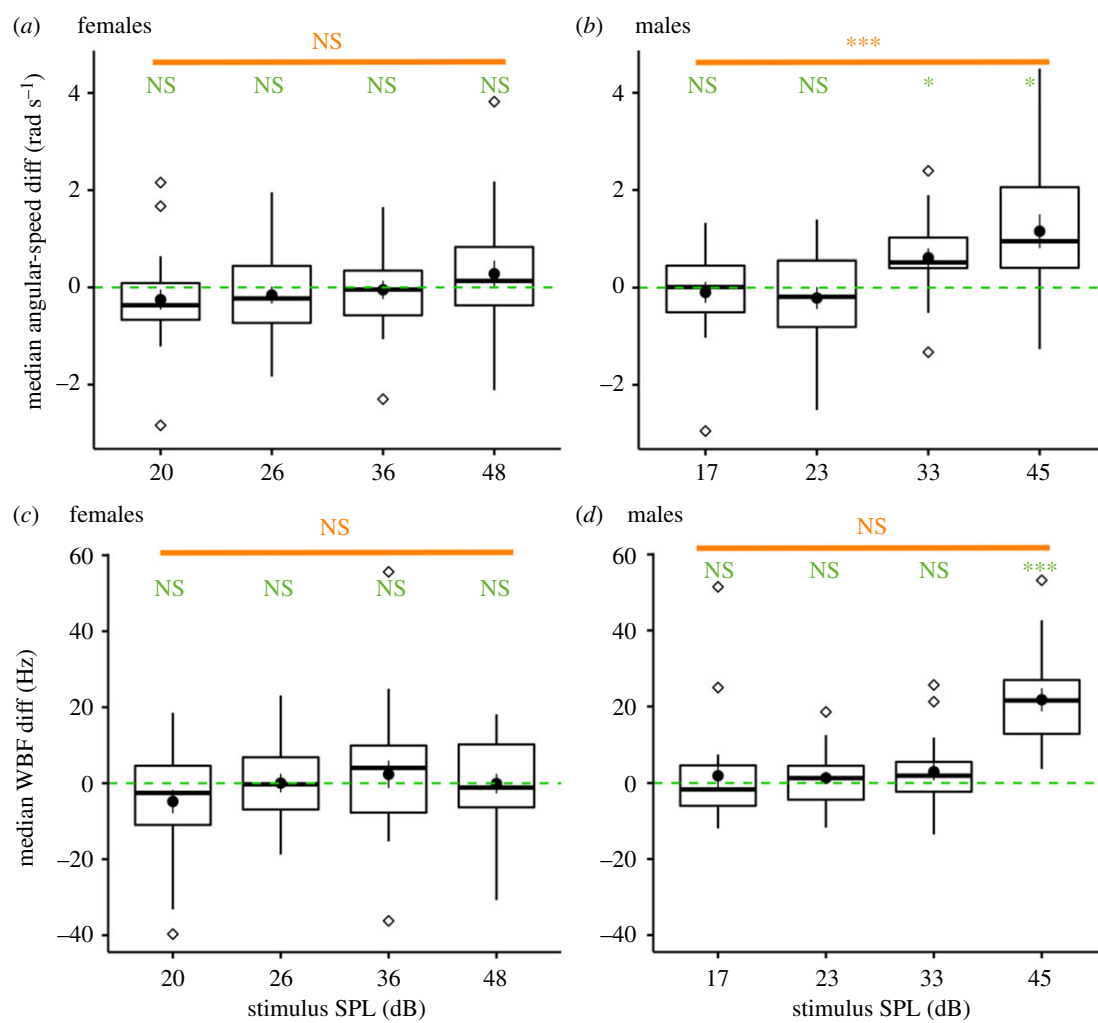 (a) females
(b) males
NS
***
NS NS NS NS
NS NS * *
median angular-speed diff (rad s⁻¹)
4
2
0
–2
20 26 36 48
17 23 33 45
(c) females
(d) males
NS
NS
NS NS NS NS
NS NS NS ***
median WBF diff (Hz)
60
40
20
0
–20
–40
4
2
0
–2
60
40
20
0
–20
–40
20 26 36 48
17 23 33 45
stimulus SPL (dB)
stimulus SPL (dB)